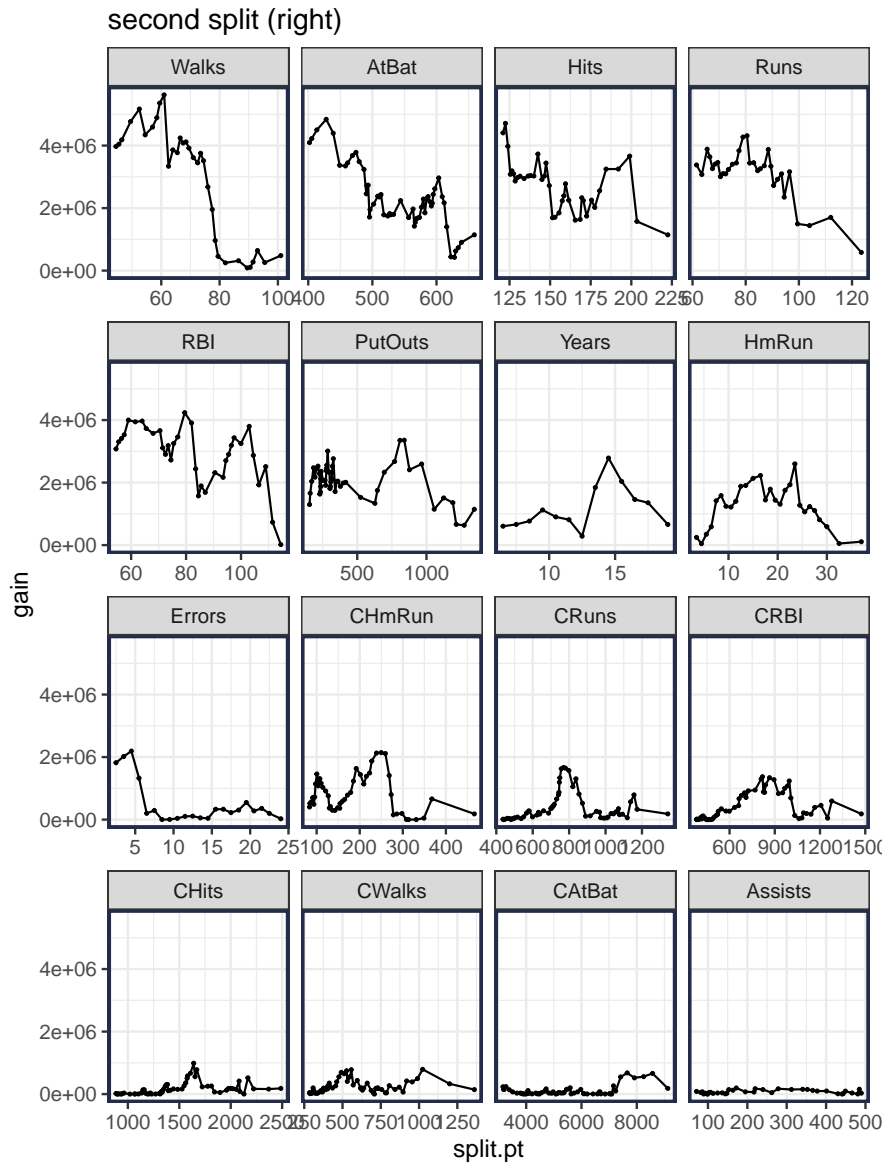 second split (right)
Walks AtBat Hits Runs
4e+06
2e+06
0e+00
60 80 100 400 500 600 125 150 175 200 225 60 80 100 120
RBI PutOuts Years HmRun
4e+06
2e+06
0e+00
60 80 100 500 1000 10 15 10 20 30
gain
Errors CHmRun CRuns CRBI
4e+06
2e+06
0e+00
5 10 15 20 25 100 200 300 400 400 600 800 1000 1200 600 900 1200 1500
CHits CWalks CAtBat Assists
4e+06
2e+06
0e+00
1000 1500 2000 2500 250 500 750 1000 1250 4000 6000 8000 100 200 300 400 500
split.pt